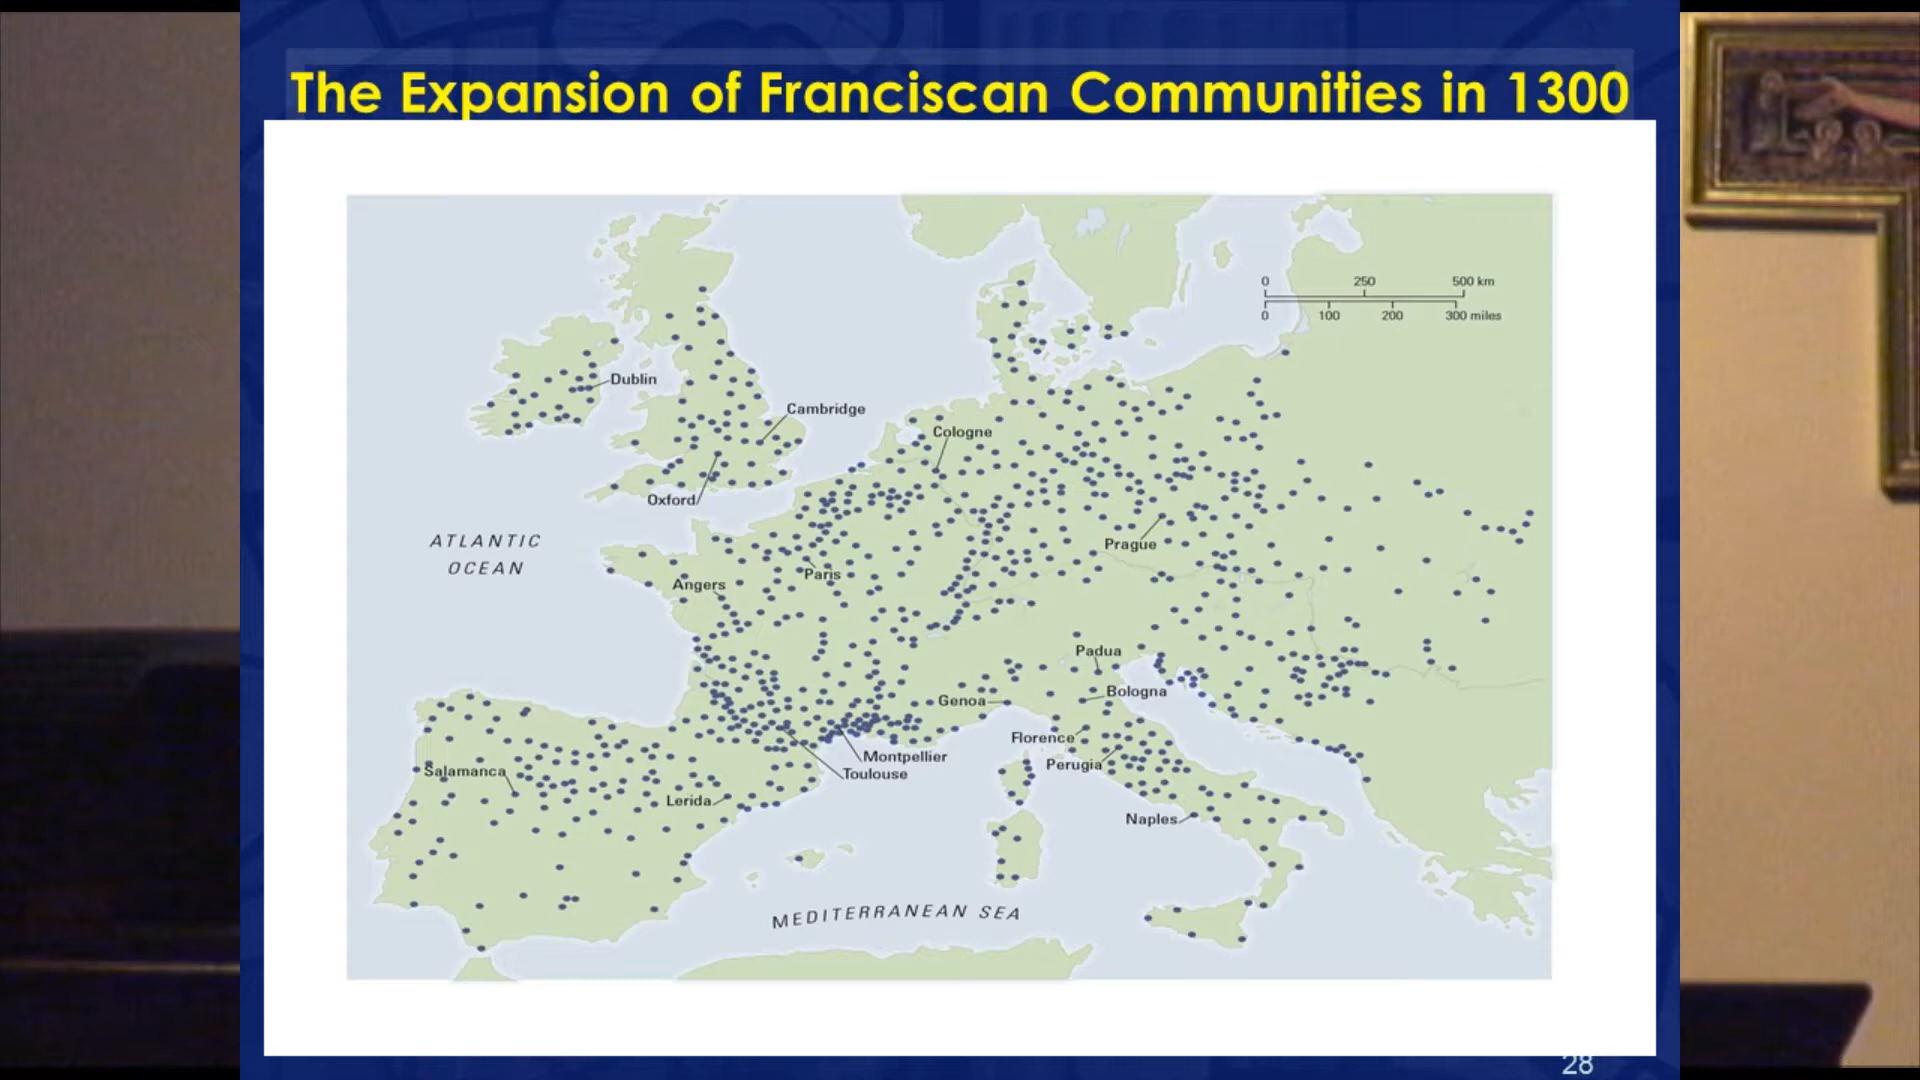 The Expansion of Franciscan Communities in 1300
0 250 500 km
0 100 200 300 miles
Dublin
Cambridge
Cologne
Oxford
ATLANTIC
OCEAN
Prague
Paris
Angers
Padua
Bologna
Genoa
Florence
Montpellier
Perugia
Salamanca
Toulouse
Lerida
Naples
MEDITERRANEAN SEA
28